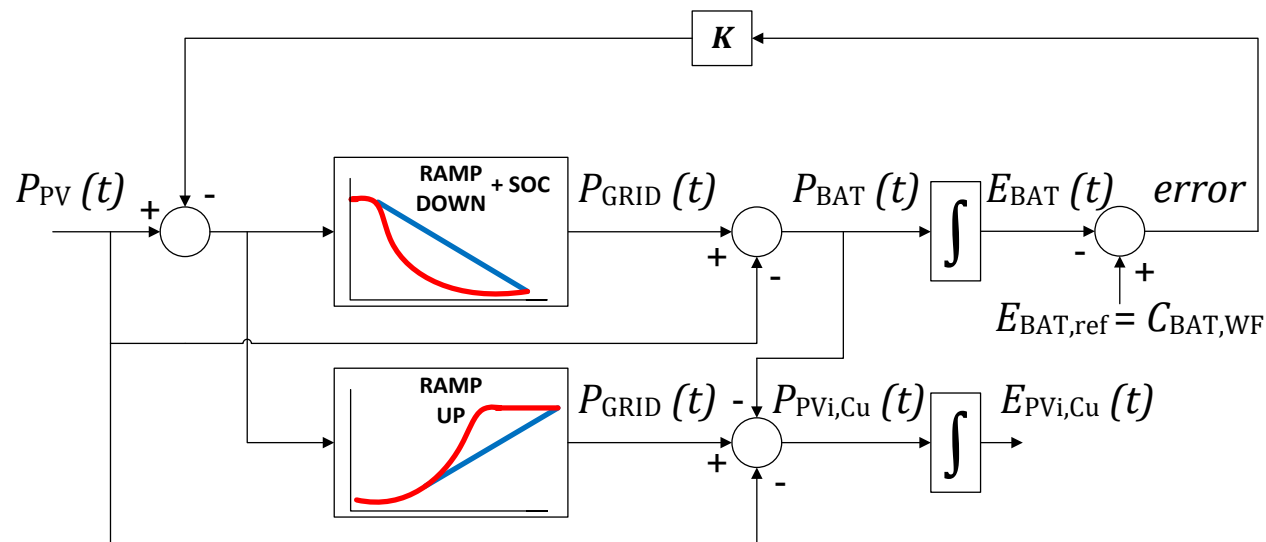 K
P_PV (t)
+
-
RAMP DOWN + SOC
P_GRID (t)
+
-
P_BAT (t)
∫
E_BAT (t)
-
+
error
E_BAT,ref = C_BAT,WF
RAMP UP
P_GRID (t)
-
+
-
P_PVi,Cu (t)
∫
E_PVi,Cu (t)